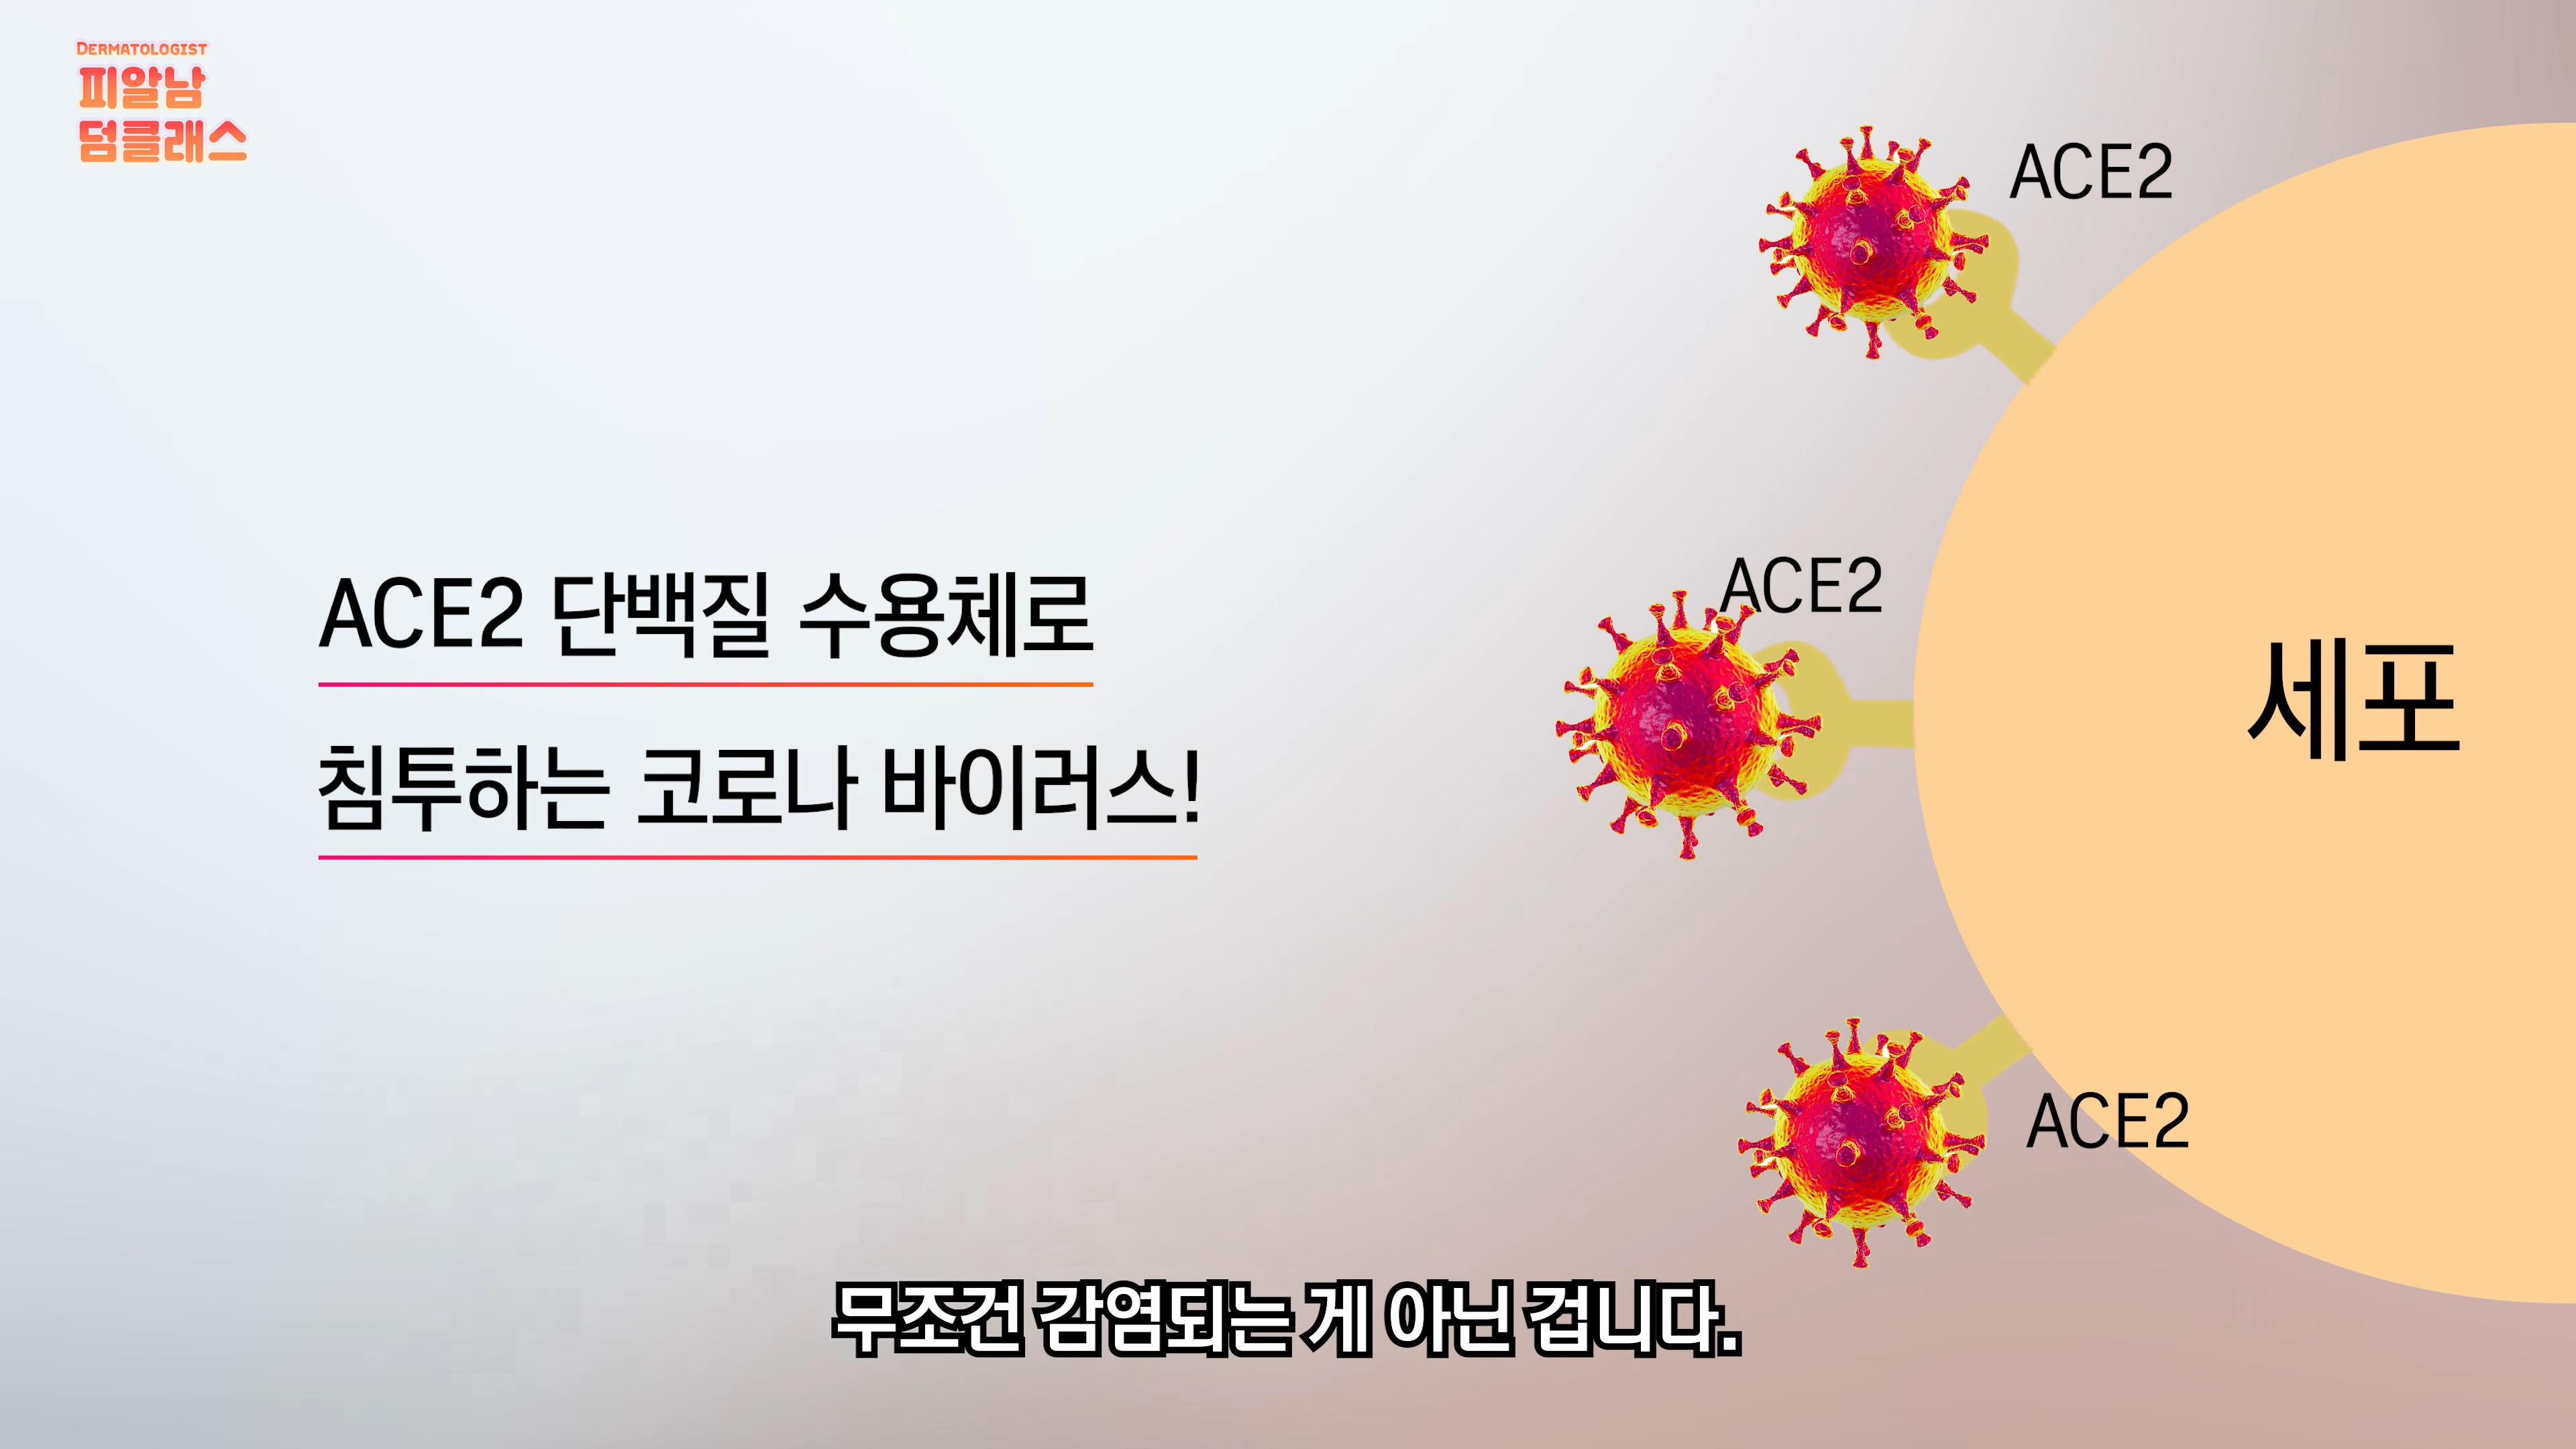 DERMATOLOGIST
피알남
덤클래스
ACE2
ACE2
ACE2 단백질 수용체로
침투하는 코로나 바이러스!
세포
ACE2
무조건 감염되는 게 아닌 겁니다.